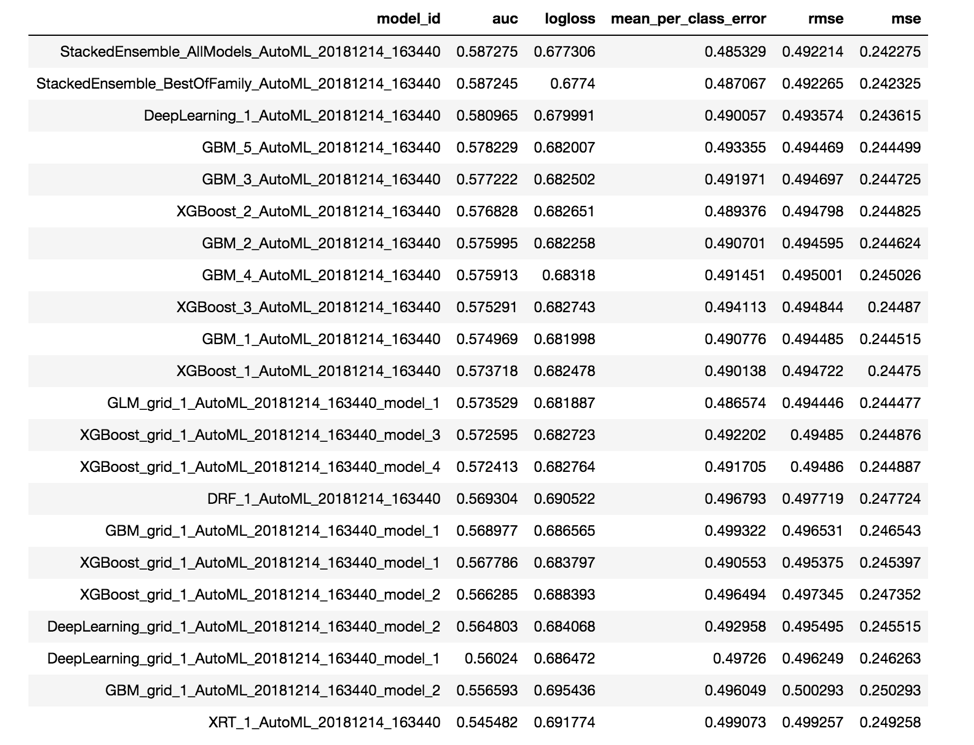 model_id auc logloss mean_per_class_error rmse mse
StackedEnsemble_AllModels_AutoML_20181214_163440 0.587275 0.677306 0.485329 0.492214 0.242275
StackedEnsemble_BestOfFamily_AutoML_20181214_163440 0.587245 0.6774 0.487067 0.492265 0.242325
DeepLearning_1_AutoML_20181214_163440 0.580965 0.679991 0.490057 0.493574 0.243615
GBM_5_AutoML_20181214_163440 0.578229 0.682007 0.493355 0.494469 0.244499
GBM_3_AutoML_20181214_163440 0.577222 0.682502 0.491971 0.494697 0.244725
XGBoost_2_AutoML_20181214_163440 0.576828 0.682651 0.489376 0.494798 0.244825
GBM_2_AutoML_20181214_163440 0.575995 0.682258 0.490701 0.494595 0.244624
GBM_4_AutoML_20181214_163440 0.575913 0.68318 0.491451 0.495001 0.245026
XGBoost_3_AutoML_20181214_163440 0.575291 0.682743 0.494113 0.494844 0.24487
GBM_1_AutoML_20181214_163440 0.574969 0.681998 0.490776 0.494485 0.244515
XGBoost_1_AutoML_20181214_163440 0.573718 0.682478 0.490138 0.494722 0.24475
GLM_grid_1_AutoML_20181214_163440_model_1 0.573529 0.681887 0.486574 0.494446 0.244477
XGBoost_grid_1_AutoML_20181214_163440_model_3 0.572595 0.682723 0.492202 0.49485 0.244876
XGBoost_grid_1_AutoML_20181214_163440_model_4 0.572413 0.682764 0.491705 0.49486 0.244887
DRF_1_AutoML_20181214_163440 0.569304 0.690522 0.496793 0.497719 0.247724
GBM_grid_1_AutoML_20181214_163440_model_1 0.568977 0.686565 0.499322 0.496531 0.246543
XGBoost_grid_1_AutoML_20181214_163440_model_1 0.567786 0.683797 0.490553 0.495375 0.245397
XGBoost_grid_1_AutoML_20181214_163440_model_2 0.566285 0.688393 0.496494 0.497345 0.247352
DeepLearning_grid_1_AutoML_20181214_163440_model_2 0.564803 0.684068 0.492958 0.495495 0.245515
DeepLearning_grid_1_AutoML_20181214_163440_model_1 0.56024 0.686472 0.49726 0.496249 0.246263
GBM_grid_1_AutoML_20181214_163440_model_2 0.556593 0.695436 0.496049 0.500293 0.250293
XRT_1_AutoML_20181214_163440 0.545482 0.691774 0.499073 0.499257 0.249258